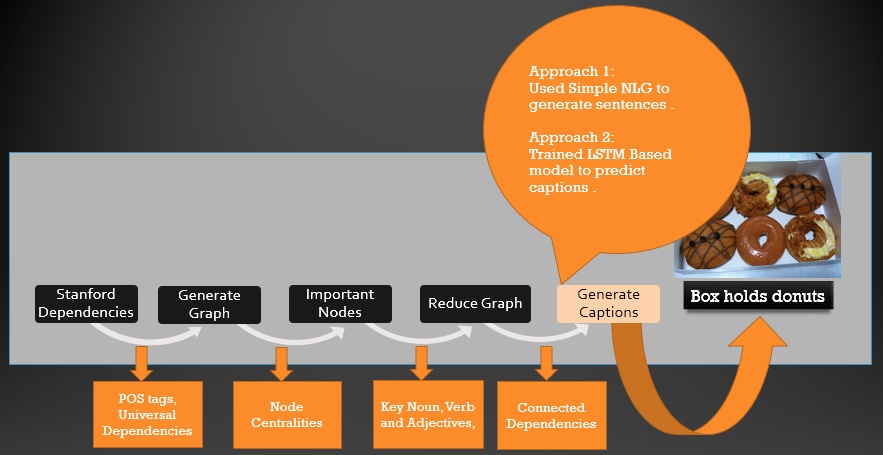 Approach 1:
Used Simple NLG to
generate sentences .
Approach 2:
Trained LSTM Based
model to predict
captions .
Stanford
Dependencies
Generate
Graph
Important
Nodes
Reduce Graph
Generate
Captions
Box holds donuts
POS tags,
Universal
Dependencies
Node
Centralities
Key Noun, Verb
and Adjectives,
Connected
Dependencies